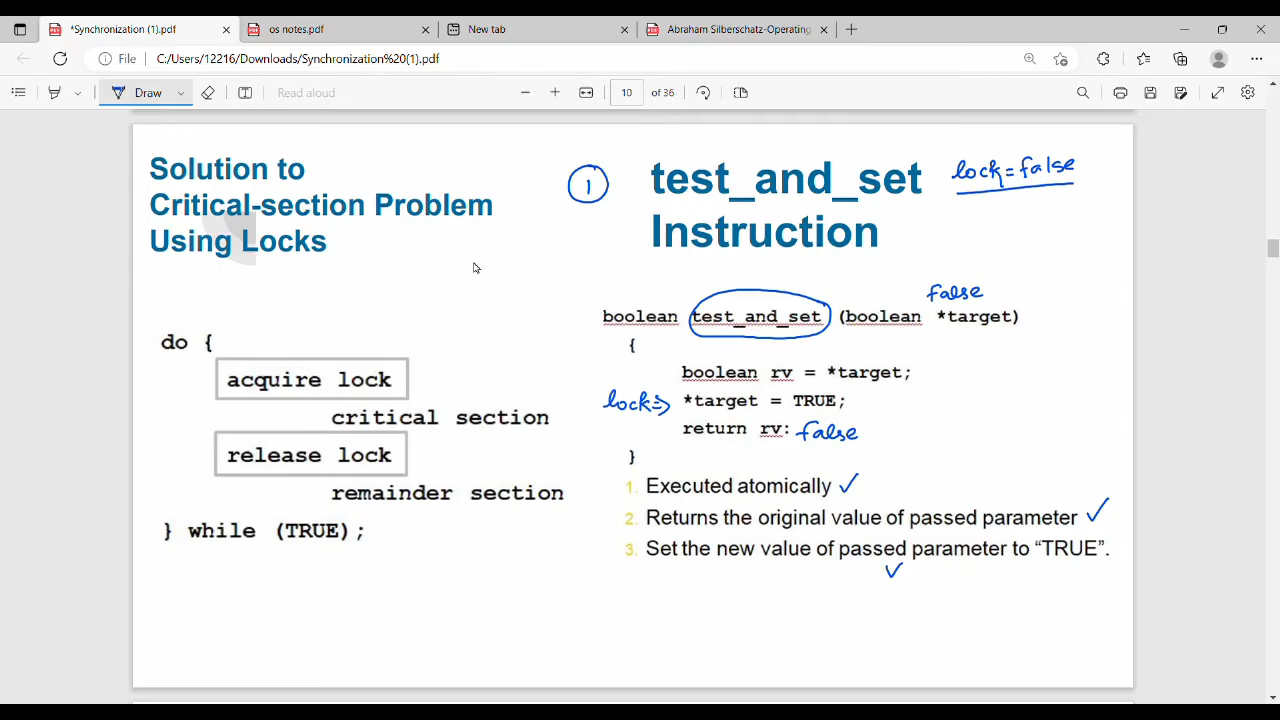 *Synchronization (1).pdf
os notes.pdf
New tab
Abraham Silberschatz-Operating
File
C:/Users/12216/Downloads/Synchronization%20(1).pdf
Draw
Read aloud
10
of 36
Solution to
Critical-section Problem
Using Locks
do {
acquire lock
critical section
release lock
remainder section
} while (TRUE);
1
test_and_set
Instruction
lock=false
false
boolean test_and_set (boolean *target)
{
boolean rv = *target;
lock⇒ *target = TRUE;
return rv: false
}
1. Executed atomically ✓
2. Returns the original value of passed parameter ✓
3. Set the new value of passed parameter to “TRUE”.
✓